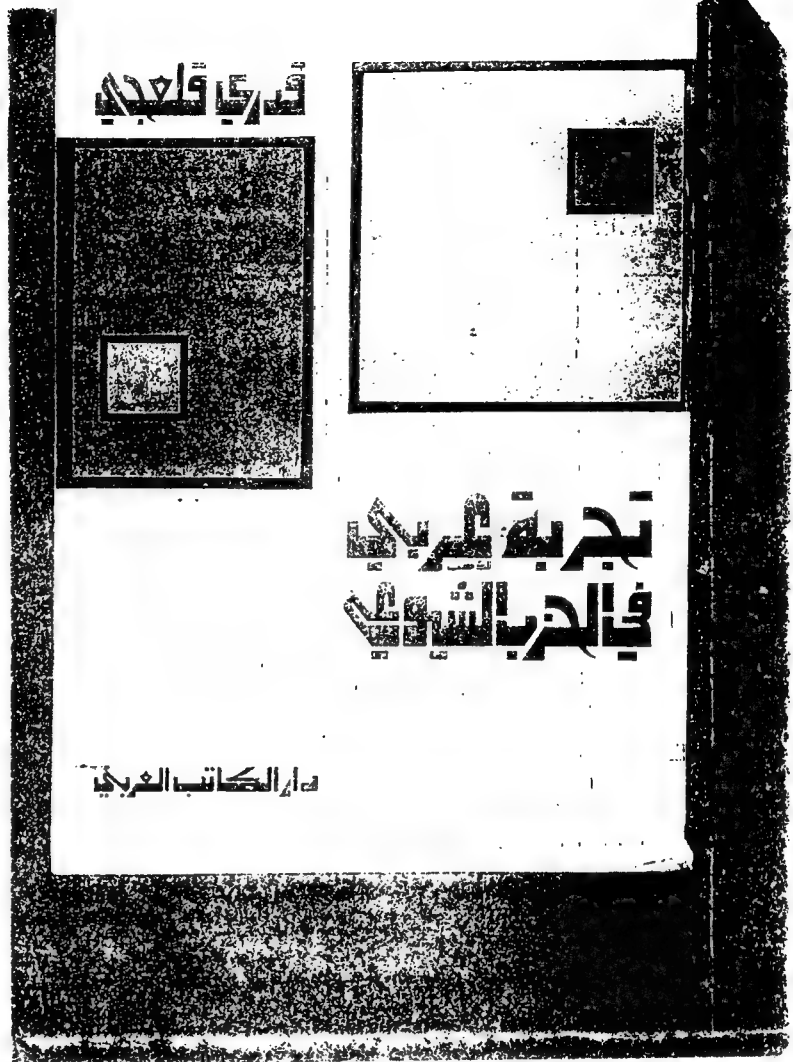 قدري قلعجي
تجربة عربي
في الحزب الشيوعي
دار الكاتب العربي